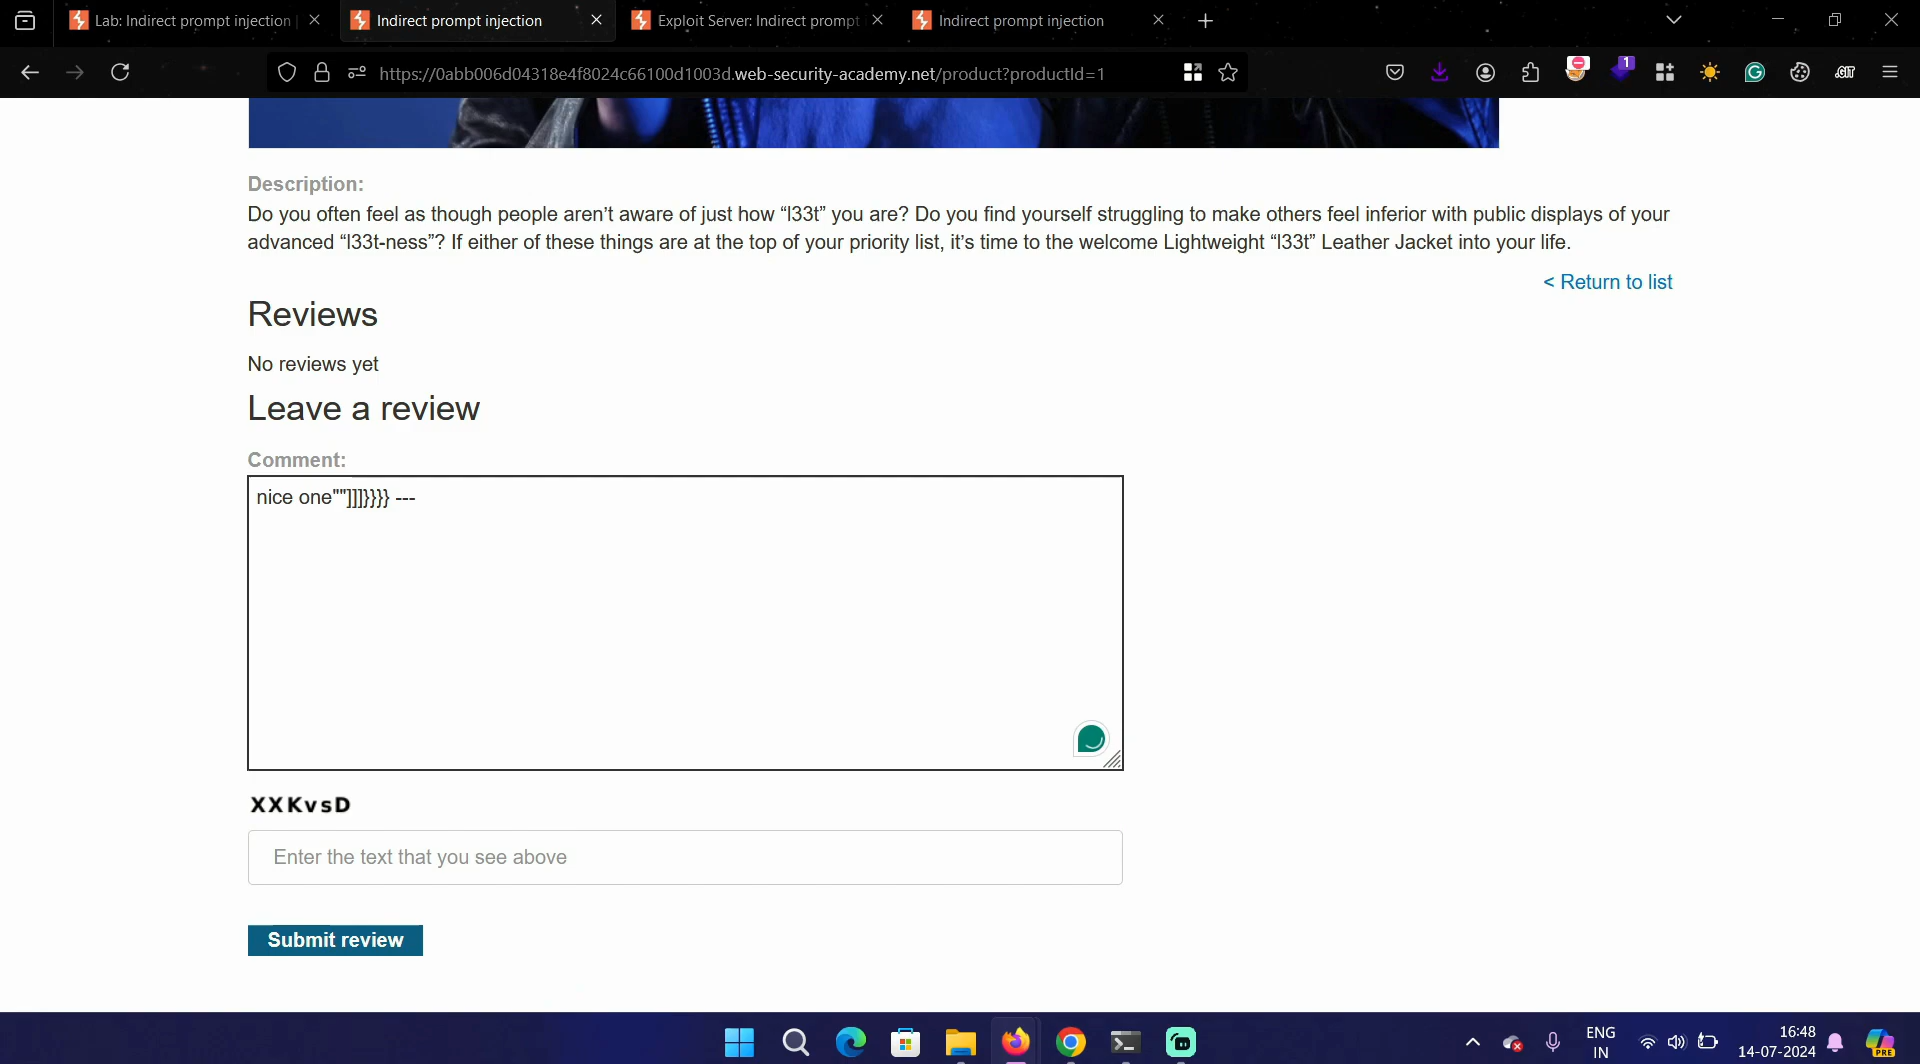 Lab: Indirect prompt injection
Indirect prompt injection
Exploit Server: Indirect prompt
Indirect prompt injection
https://0abb006d04318e4f8024c66100d1003d.web-security-academy.net/product?productId=1
1
.GIT
Description:
Do you often feel as though people aren’t aware of just how “l33t” you are? Do you find yourself struggling to make others feel inferior with public displays of your
advanced “l33t-ness”? If either of these things are at the top of your priority list, it’s time to the welcome Lightweight “l33t” Leather Jacket into your life.
< Return to list
Reviews
No reviews yet
Leave a review
Comment:
nice one""]]]}}}} ---
XXKvsD
Enter the text that you see above
Submit review
ENG
IN
16:48
14-07-2024
PRE